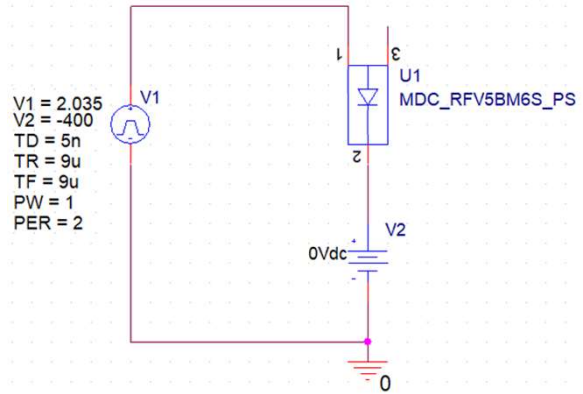 1
3
U1
MDC_RFV5BM6S_PS
V1
V1 = 2.035
V2 = -400
TD = 5n
TR = 9u
TF = 9u
PW = 1
PER = 2
2
V2
0Vdc
+
-
0